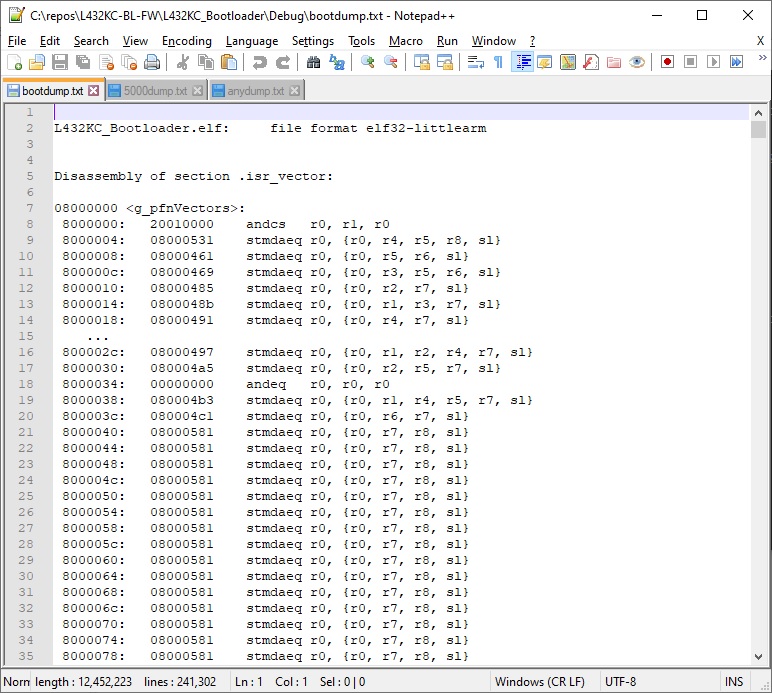 C:\repos\L432KC-BL-FW\L432KC_Bootloader\Debug\bootdump.txt - Notepad++
File Edit Search View Encoding Language Settings Tools Macro Run Window ? X
bootdump.txt 5000dump.txt anydump.txt
1
2 L432KC_Bootloader.elf:     file format elf32-littlearm
3
4
5 Disassembly of section .isr_vector:
6
7 08000000 <g_pfnVectors>:
8 8000000: 20010000 andcs r0, r1, r0
9 8000004: 08000531 stmdaeq r0, {r0, r4, r5, r8, sl}
10 8000008: 08000461 stmdaeq r0, {r0, r5, r6, sl}
11 800000c: 08000469 stmdaeq r0, {r0, r3, r5, r6, sl}
12 8000010: 08000485 stmdaeq r0, {r0, r2, r7, sl}
13 8000014: 0800048b stmdaeq r0, {r0, r1, r3, r7, sl}
14 8000018: 08000491 stmdaeq r0, {r0, r4, r7, sl}
15 ...
16 800002c: 08000497 stmdaeq r0, {r0, r1, r2, r4, r7, sl}
17 8000030: 080004a5 stmdaeq r0, {r0, r2, r5, r7, sl}
18 8000034: 00000000 andeq r0, r0, r0
19 8000038: 080004b3 stmdaeq r0, {r0, r1, r4, r5, r7, sl}
20 800003c: 080004c1 stmdaeq r0, {r0, r6, r7, sl}
21 8000040: 08000581 stmdaeq r0, {r0, r7, r8, sl}
22 8000044: 08000581 stmdaeq r0, {r0, r7, r8, sl}
23 8000048: 08000581 stmdaeq r0, {r0, r7, r8, sl}
24 800004c: 08000581 stmdaeq r0, {r0, r7, r8, sl}
25 8000050: 08000581 stmdaeq r0, {r0, r7, r8, sl}
26 8000054: 08000581 stmdaeq r0, {r0, r7, r8, sl}
27 8000058: 08000581 stmdaeq r0, {r0, r7, r8, sl}
28 800005c: 08000581 stmdaeq r0, {r0, r7, r8, sl}
29 8000060: 08000581 stmdaeq r0, {r0, r7, r8, sl}
30 8000064: 08000581 stmdaeq r0, {r0, r7, r8, sl}
31 8000068: 08000581 stmdaeq r0, {r0, r7, r8, sl}
32 800006c: 08000581 stmdaeq r0, {r0, r7, r8, sl}
33 8000070: 08000581 stmdaeq r0, {r0, r7, r8, sl}
34 8000074: 08000581 stmdaeq r0, {r0, r7, r8, sl}
35 8000078: 08000581 stmdaeq r0, {r0, r7, r8, sl}
Norn length : 12,452,223 lines : 241,302 Ln : 1 Col : 1 Sel : 0 | 0 Windows (CR LF) UTF-8 INS